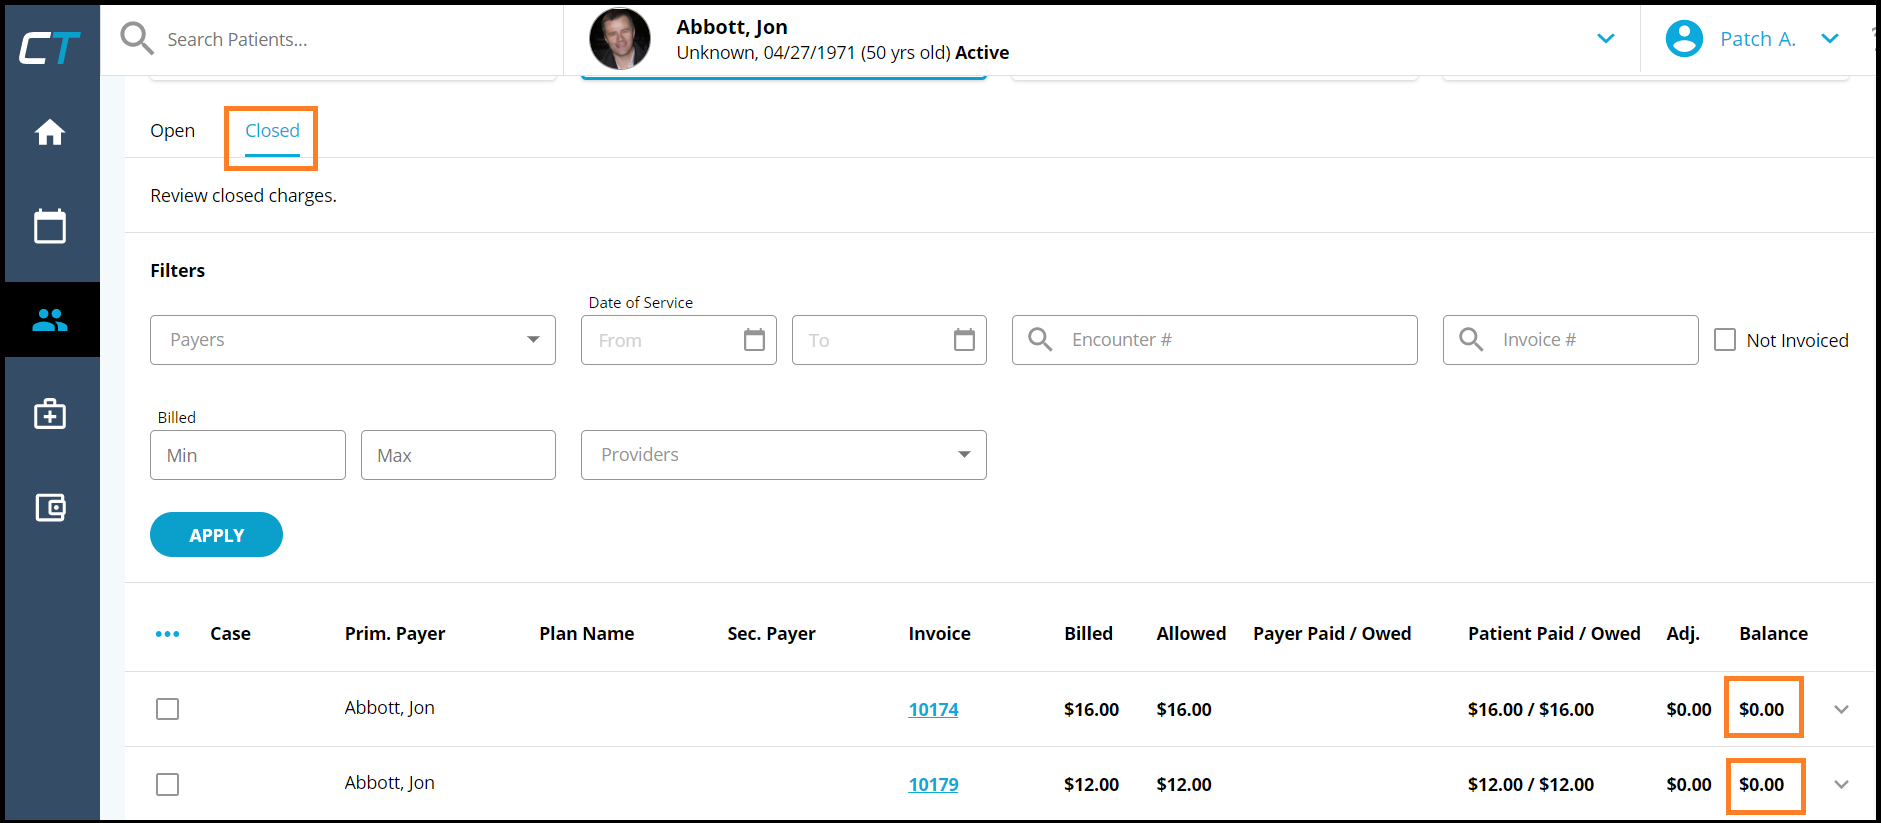 CT
Search Patients...
Abbott, Jon
Unknown, 04/27/1971 (50 yrs old) Active
Patch A.
Open Closed
Review closed charges.
Filters
Date of Service
Payers From To Encounter # Invoice # Not Invoiced
Billed
Min Max Providers
APPLY
Case Prim. Payer Plan Name Sec. Payer Invoice Billed Allowed Payer Paid / Owed Patient Paid / Owed Adj. Balance
Abbott, Jon 10174 $16.00 $16.00 $16.00 / $16.00 $0.00 $0.00
Abbott, Jon 10179 $12.00 $12.00 $12.00 / $12.00 $0.00 $0.00